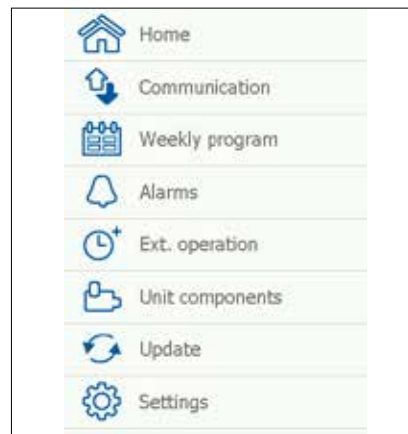 Home
Communication
Weekly program
Alarms
Ext. operation
Unit components
Update
Settings